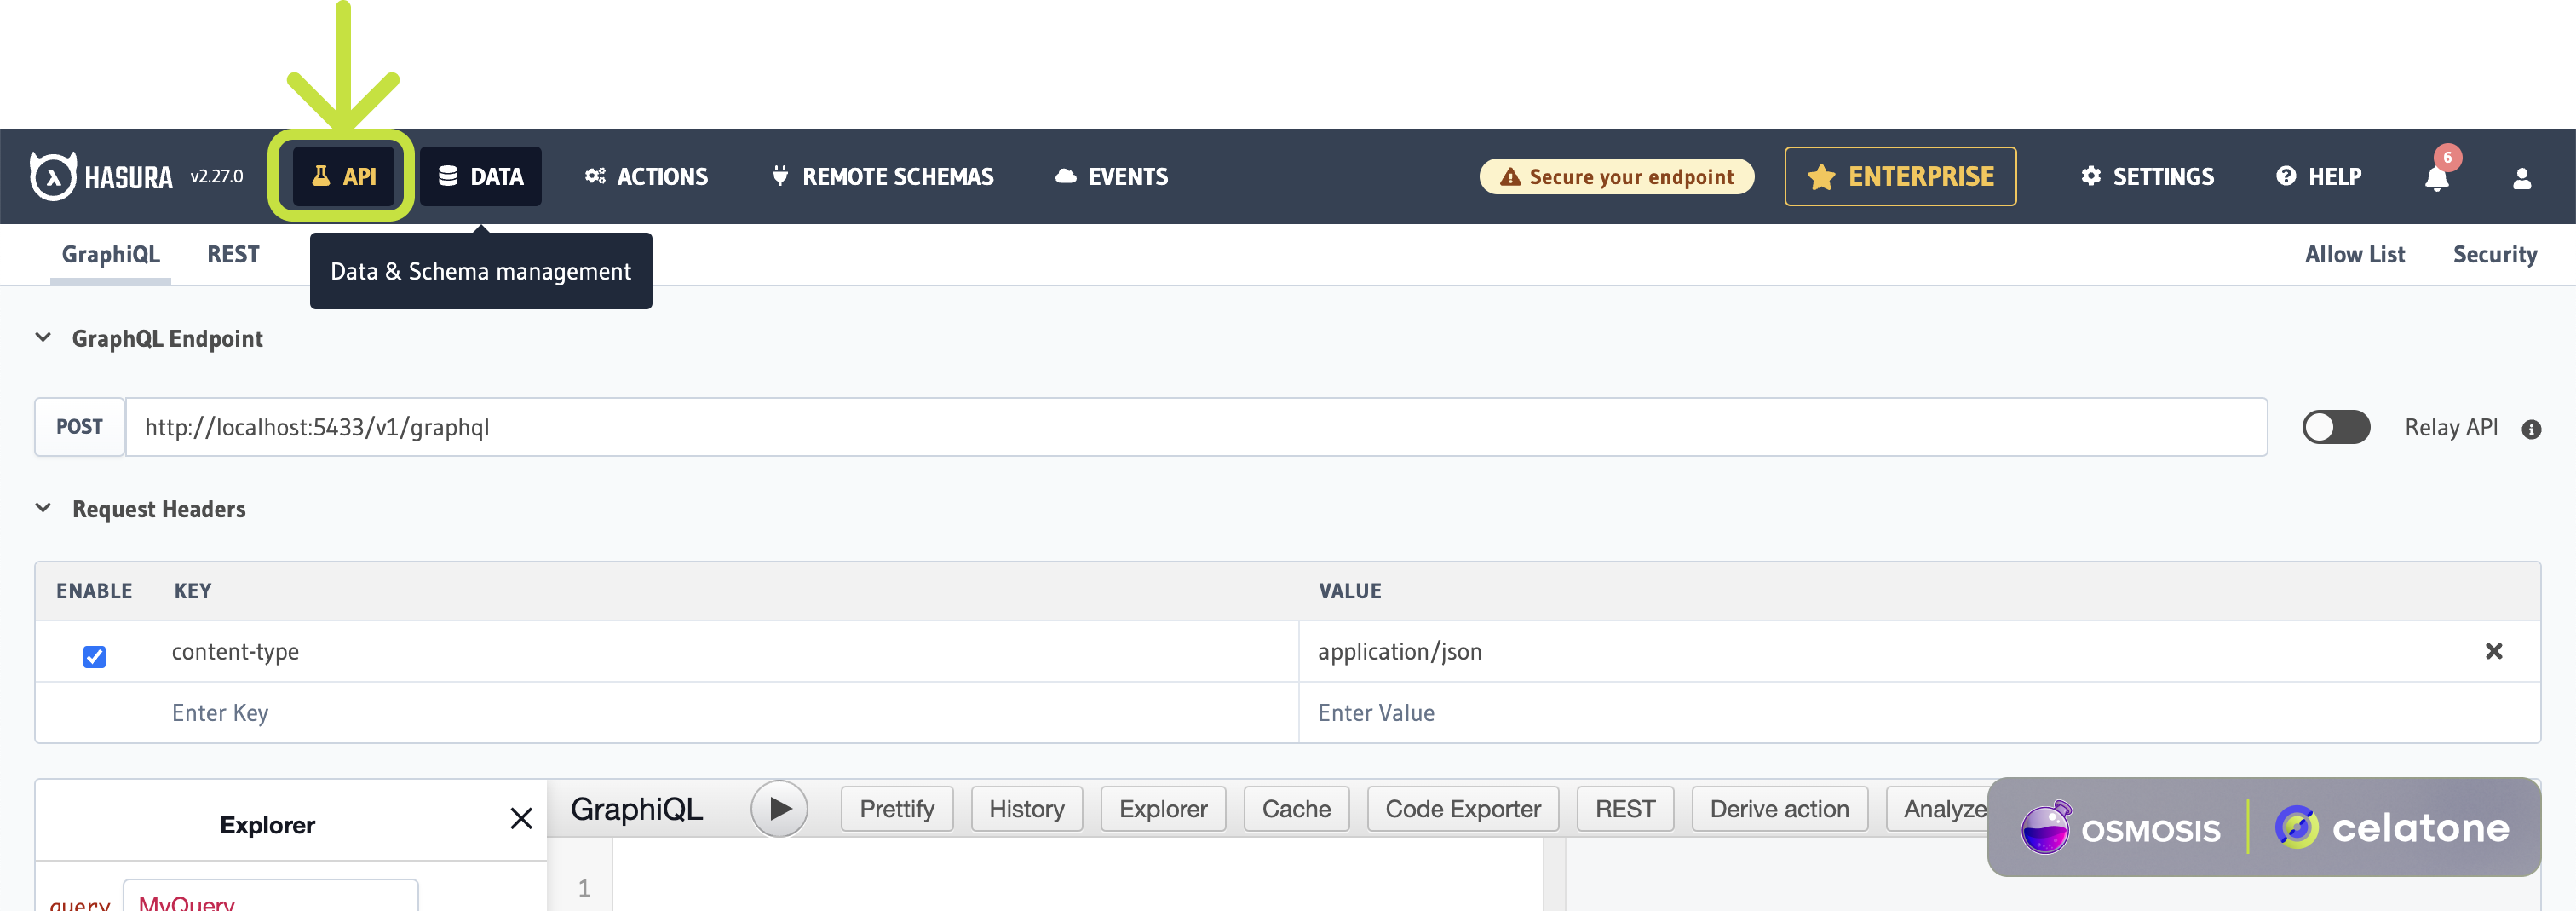 HASURA v2.27.0 API DATA ACTIONS REMOTE SCHEMAS EVENTS Secure your endpoint ENTERPRISE SETTINGS HELP 6
GraphiQL REST Allow List Security
Data & Schema management
GraphQL Endpoint
POST http://localhost:5433/v1/graphql Relay API
Request Headers
ENABLE KEY VALUE
content-type application/json
Enter Key Enter Value
Explorer GraphiQL Prettify History Explorer Cache Code Exporter REST Derive action Analyze
OSMOSIS celatone
query MyQuery 1